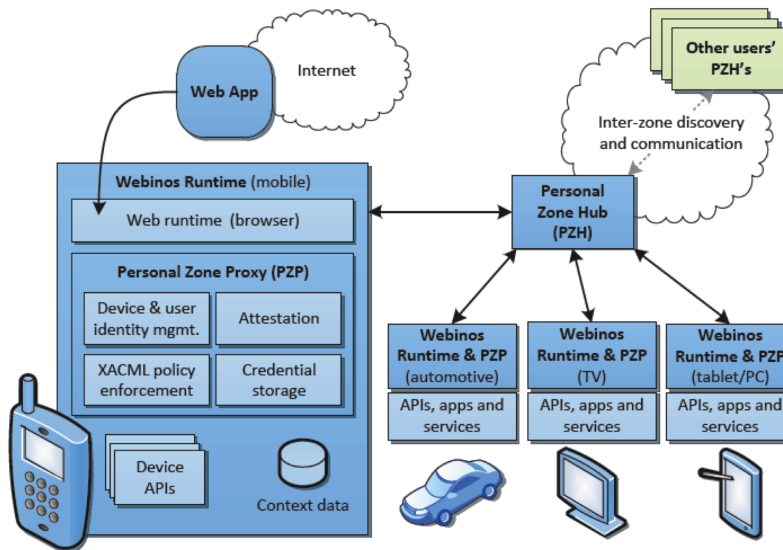 Web App
Internet
Other users'
PZH's
Inter-zone discovery
and communication
Webinos Runtime (mobile)
Web runtime (browser)
Personal Zone Proxy (PZP)
Device & user
identity mgmt.
Attestation
XACML policy
enforcement
Credential
storage
Device
APIs
Context data
Personal
Zone Hub
(PZH)
Webinos
Runtime & PZP
(automotive)
APIs, apps and
services
Webinos
Runtime & PZP
(TV)
APIs, apps and
services
Webinos
Runtime & PZP
(tablet/PC)
APIs, apps and
services